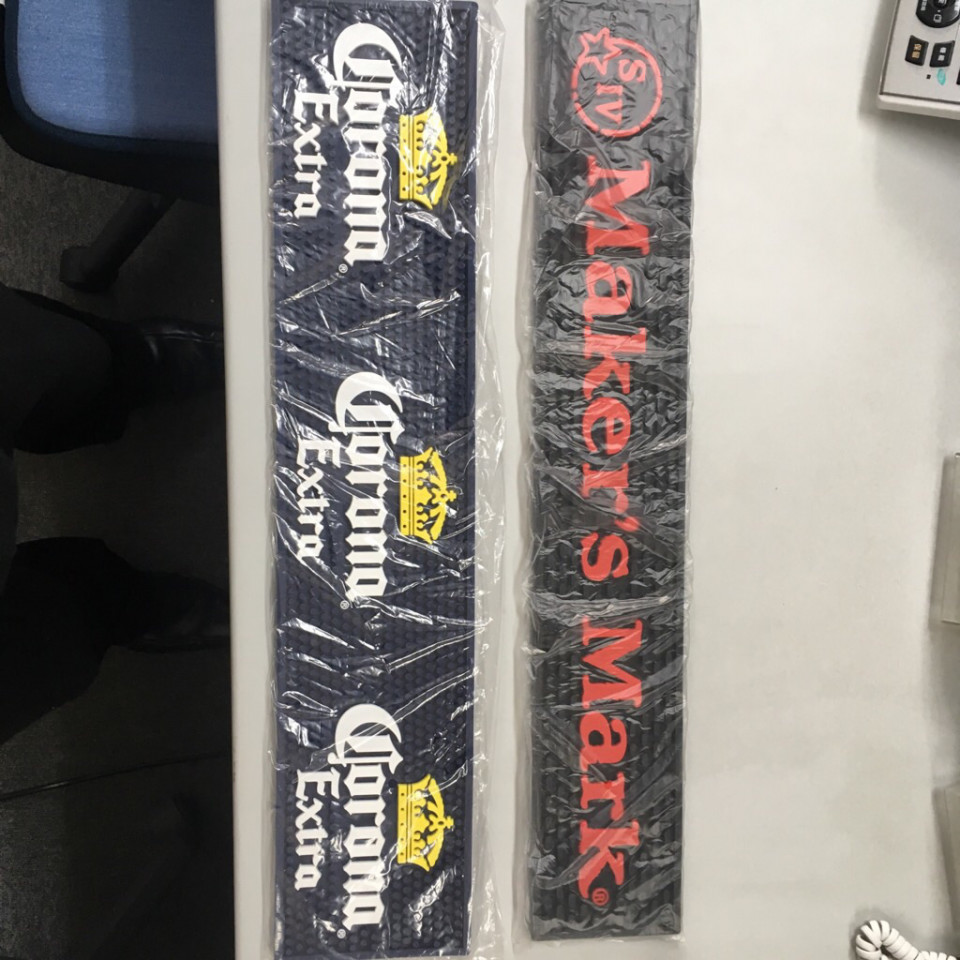 Corona®
Extra
Corona®
Extra
Corona®
Extra
S IV
Maker's Mark®